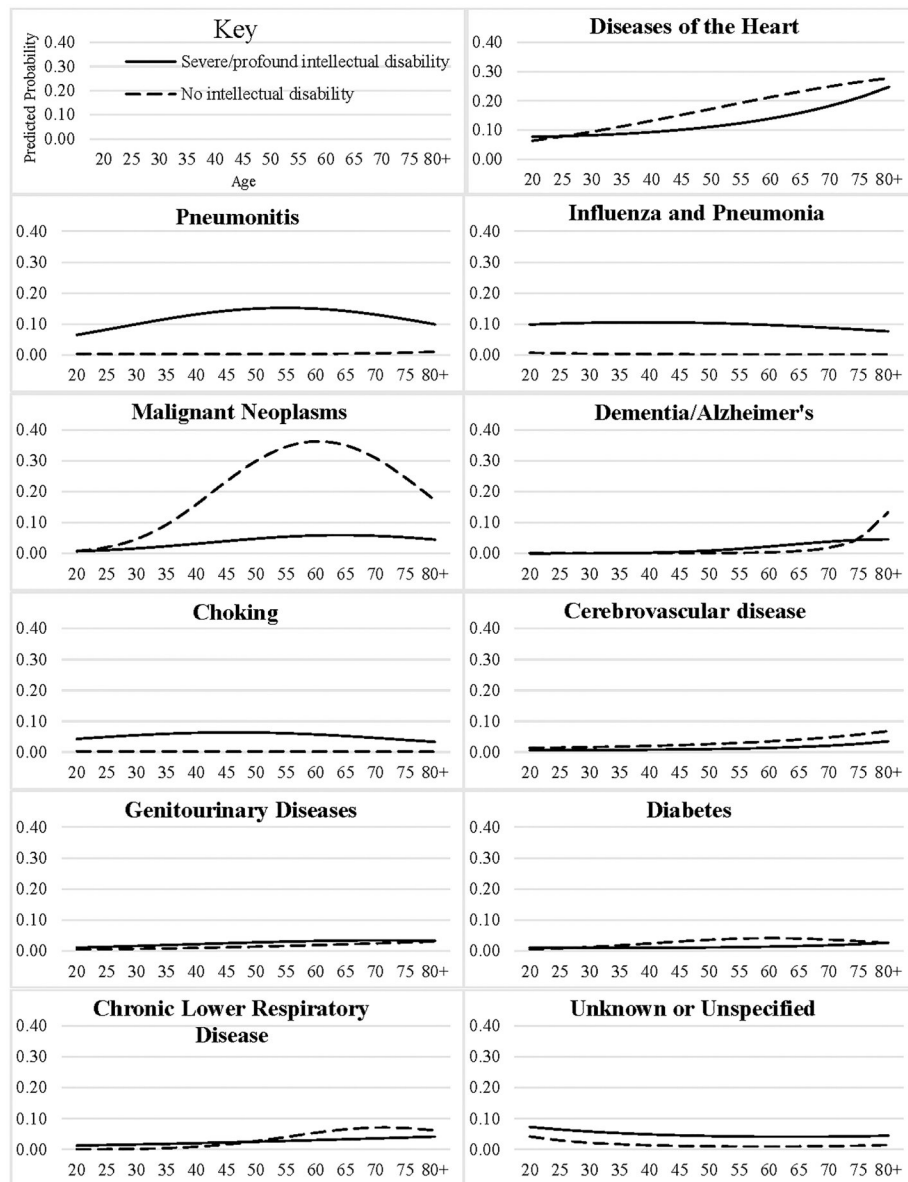 Key
Predicted Probability
0.40
0.30
0.20
0.10
0.00
Severe/profound intellectual disability
No intellectual disability
20 25 30 35 40 45 50 55 60 65 70 75 80+
Age
Diseases of the Heart
0.40
0.30
0.20
0.10
0.00
20 25 30 35 40 45 50 55 60 65 70 75 80+
Pneumonitis
0.40
0.30
0.20
0.10
0.00
20 25 30 35 40 45 50 55 60 65 70 75 80+
Influenza and Pneumonia
0.40
0.30
0.20
0.10
0.00
20 25 30 35 40 45 50 55 60 65 70 75 80+
Malignant Neoplasms
0.40
0.30
0.20
0.10
0.00
20 25 30 35 40 45 50 55 60 65 70 75 80+
Dementia/Alzheimer's
0.40
0.30
0.20
0.10
0.00
20 25 30 35 40 45 50 55 60 65 70 75 80+
Choking
0.40
0.30
0.20
0.10
0.00
20 25 30 35 40 45 50 55 60 65 70 75 80+
Cerebrovascular disease
0.40
0.30
0.20
0.10
0.00
20 25 30 35 40 45 50 55 60 65 70 75 80+
Genitourinary Diseases
0.40
0.30
0.20
0.10
0.00
20 25 30 35 40 45 50 55 60 65 70 75 80+
Diabetes
0.40
0.30
0.20
0.10
0.00
20 25 30 35 40 45 50 55 60 65 70 75 80+
Chronic Lower Respiratory
Disease
0.40
0.30
0.20
0.10
0.00
20 25 30 35 40 45 50 55 60 65 70 75 80+
Unknown or Unspecified
0.40
0.30
0.20
0.10
0.00
20 25 30 35 40 45 50 55 60 65 70 75 80+